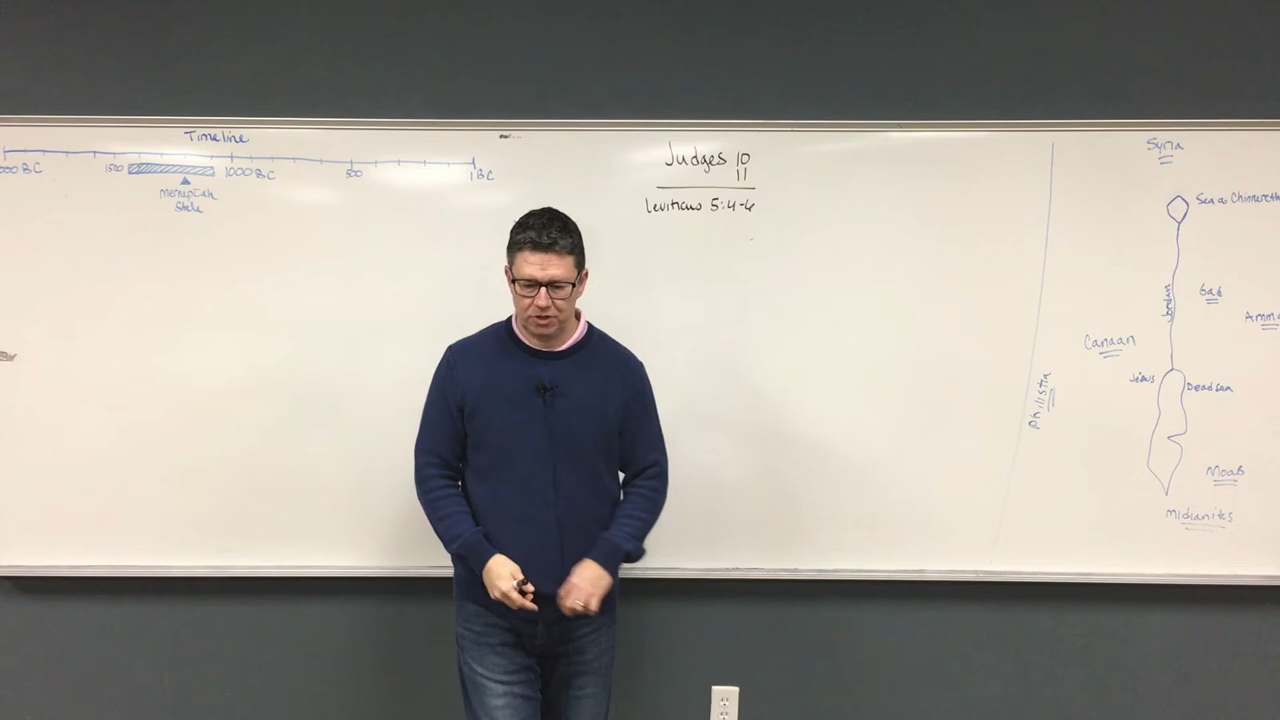 Timeline
000 BC
1500
1000 BC
500
1 BC
Merneptah
Stele
Judges 10
11
Leviticus 5:4-6
Syria
Sea of Chinnereth
Jordan
Gad
Ammo
Canaan
Jebus
Dead Sea
Philistia
Moab
Midianites